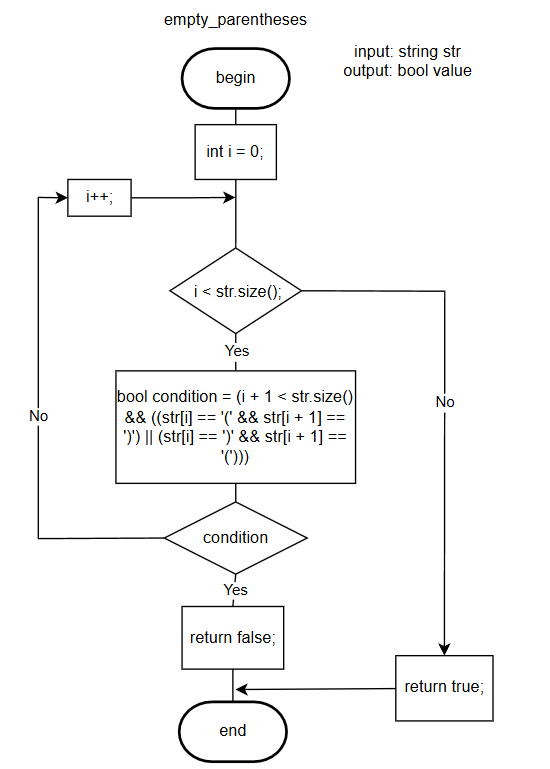 empty_parentheses
input: string str
output: bool value
begin
int i = 0;
i++;
i < str.size();
Yes
bool condition = (i + 1 < str.size()
&& ((str[i] == '(' && str[i + 1] ==
')') || (str[i] == ')' && str[i + 1] ==
'(')))
No
No
condition
Yes
return false;
return true;
end